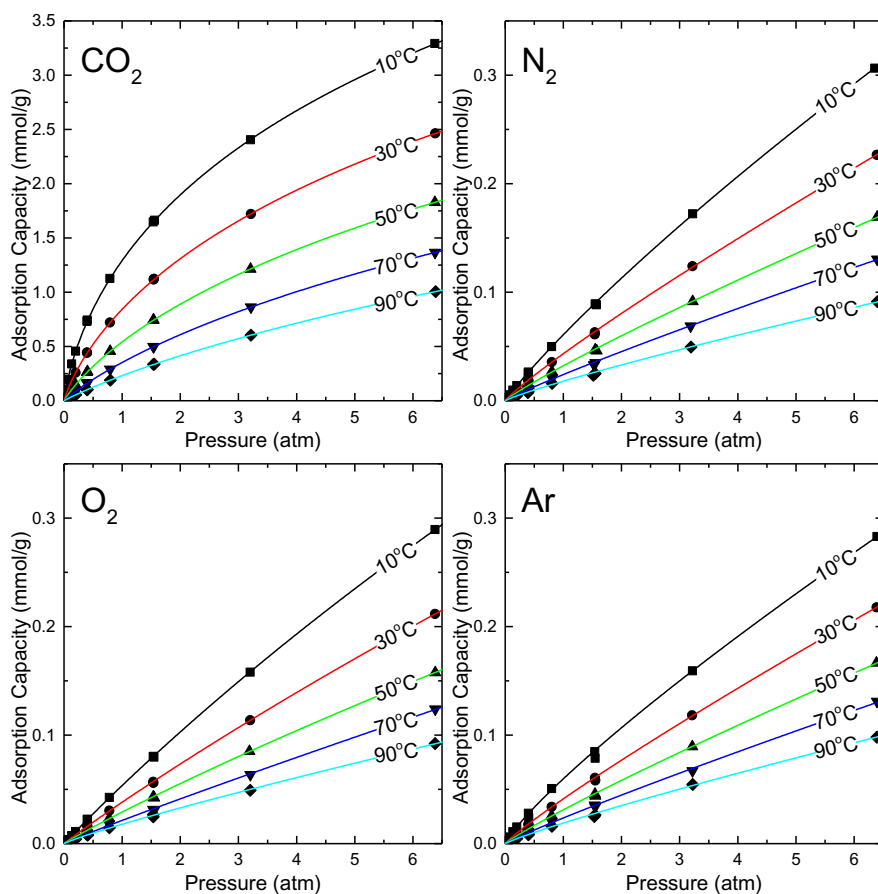 CO2
Adsorption Capacity (mmol/g)
3.5
3.0
2.5
2.0
1.5
1.0
0.5
0.0
10°C
30°C
50°C
70°C
90°C
0 1 2 3 4 5 6
Pressure (atm)
N2
Adsorption Capacity (mmol/g)
0.3
0.2
0.1
0.0
10°C
30°C
50°C
70°C
90°C
0 1 2 3 4 5 6
Pressure (atm)
O2
Adsorption Capacity (mmol/g)
0.3
0.2
0.1
0.0
10°C
30°C
50°C
70°C
90°C
0 1 2 3 4 5 6
Pressure (atm)
Ar
Adsorption Capacity (mmol/g)
0.3
0.2
0.1
0.0
10°C
30°C
50°C
70°C
90°C
0 1 2 3 4 5 6
Pressure (atm)